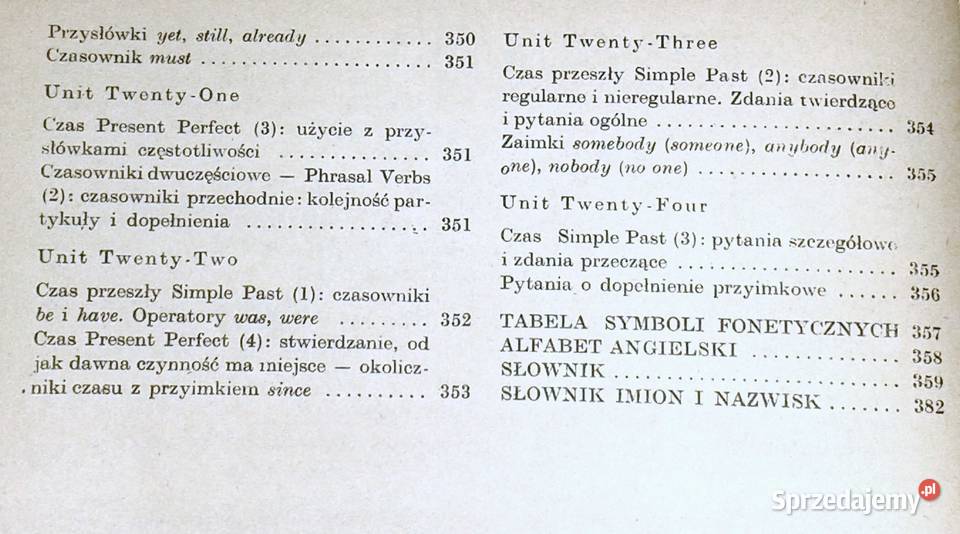 Przysłówki yet, still, already ............ 350
Czasownik must ........................ 351
Unit Twenty-One
Czas Present Perfect (3): użycie z przy-
słówkami częstotliwości ................ 351
Czasowniki dwuczęściowe — Phrasal Verbs
(2): czasowniki przechodnie: kolejność par-
tykuły i dopełnienia ................... 351
Unit Twenty-Two
Czas przeszły Simple Past (1): czasowniki
be i have. Operatory was, were ......... 352
Czas Present Perfect (4): stwierdzanie, od
jak dawna czynność ma miejsce — okolicz-
niki czasu z przyimkiem since .......... 353
Unit Twenty-Three
Czas przeszły Simple Past (2): czasowniki
regularne i nieregularne. Zdania twierdzące
i pytania ogólne ........................ 354
Zaimki somebody (someone), anybody (any-
one), nobody (no one) .................... 355
Unit Twenty-Four
Czas Simple Past (3): pytania szczegółowe
i zdania przeczące ...................... 355
Pytania o dopełnienie przyimkowe ...... 356
TABELA SYMBOLI FONETYCZNYCH 357
ALFABET ANGIELSKI ............... 358
SŁOWNIK ............................. 359
SŁOWNIK IMION I NAZWISK ....... 382
Sprzedajemy.pl